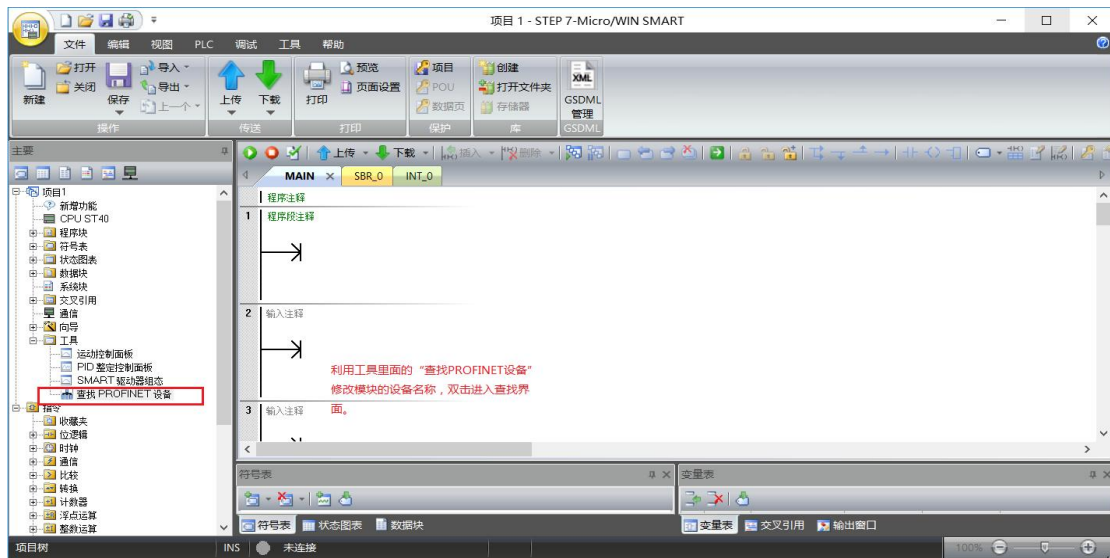 项目 1 - STEP 7-Micro/WIN SMART
文件 编辑 视图 PLC 调试 工具 帮助
新建
打开
关闭
保存
导入
导出
上一个
操作
上传 下载
传送
打印
预览
页面设置
打印
项目
POU
数据页
保护
创建
打开文件夹
存储器
库
XML
GSDML
管理
GSDML
主要
上传 下载 插入 删除
MAIN SBR_0 INT_0
项目1
新增功能
CPU ST40
程序块
符号表
状态图表
数据块
系统块
交叉引用
通信
向导
工具
运动控制面板
PID 整定控制面板
SMART 驱动器组态
查找 PROFINET 设备
指令
收藏夹
位逻辑
时钟
通信
比较
转换
计数器
浮点运算
整数运算
程序注释
1 程序段注释
2 输入注释
利用工具里面的“查找PROFINET设备”
修改模块的设备名称，双击进入查找界
面。
3 输入注释
符号表
变量表
符号表 状态图表 数据块
变量表 交叉引用 输出窗口
项目树 INS 未连接 100%